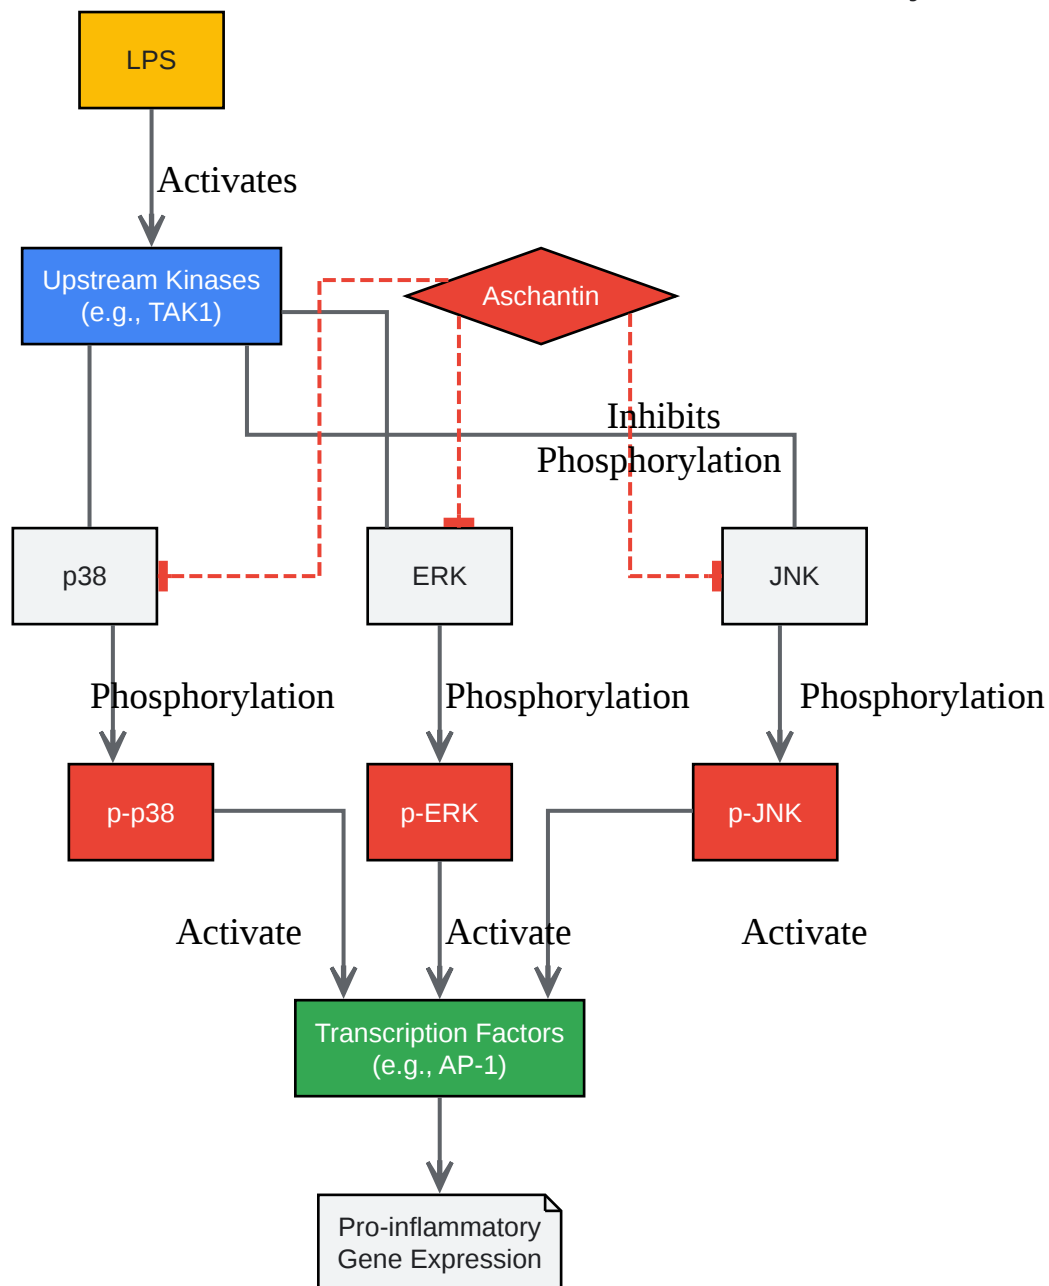 LPS
Activates
Upstream Kinases
(e.g., TAK1)
Aschantin
Inhibits
Phosphorylation
p38
ERK
JNK
Phosphorylation
Phosphorylation
Phosphorylation
p-p38
p-ERK
p-JNK
Activate
Activate
Activate
Transcription Factors
(e.g., AP-1)
Pro-inflammatory
Gene Expression